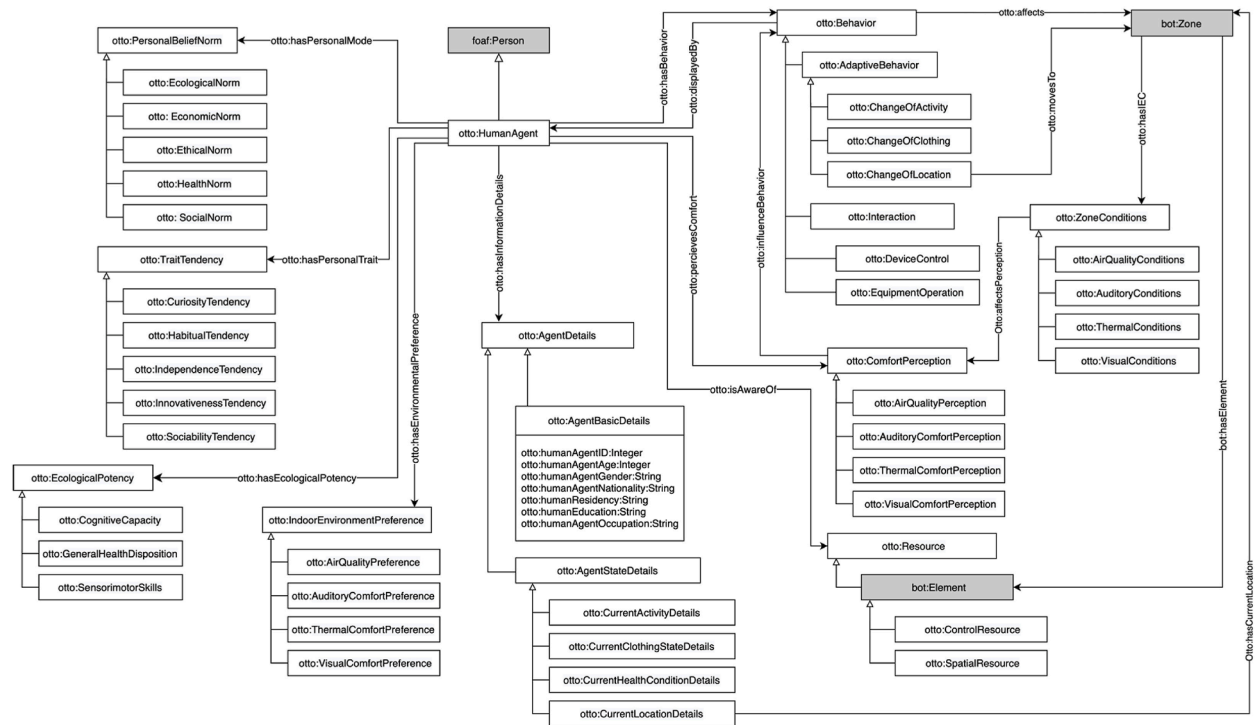 otto:PersonalBeliefNorm
otto:EcologicalNorm
otto: EconomicNorm
otto:EthicalNorm
otto:HealthNorm
otto: SocialNorm
otto:hasPersonalMode
foaf:Person
otto:HumanAgent
otto:TraitTendency
otto:CuriosityTendency
otto:HabitualTendency
otto:IndependenceTendency
otto:InnovativenessTendency
otto:SociabilityTendency
otto:hasPersonalTrait
otto:EcologicalPotency
otto:CognitiveCapacity
otto:GeneralHealthDisposition
otto:SensorimotorSkills
otto:hasEcologicalPotency
otto:hasEnvironmentalPreference
otto:IndoorEnvironmentPreference
otto:AirQualityPreference
otto:AuditoryComfortPreference
otto:ThermalComfortPreference
otto:VisualComfortPreference
otto:hasInformationDetails
otto:AgentDetails
otto:AgentBasicDetails
otto:humanAgentID:Integer
otto:humanAgentAge:Integer
otto:humanAgentGender:String
otto:humanAgentNationality:String
otto:humanResidency:String
otto:humanEducation:String
otto:humanAgentOccupation:String
otto:AgentStateDetails
otto:CurrentActivityDetails
otto:CurrentClothingStateDetails
otto:CurrentHealthConditionDetails
otto:CurrentLocationDetails
otto:hasBehavior
otto:displayedBy
otto:percievesComfort
otto:isAwareOf
otto:Behavior
otto:AdaptiveBehavior
otto:ChangeOfActivity
otto:ChangeOfClothing
otto:ChangeOfLocation
otto:Interaction
otto:DeviceControl
otto:EquipmentOperation
otto:influenceBehavior
otto:affects
otto:movesTo
bot:Zone
otto:hasIEC
otto:ZoneConditions
otto:AirQualityConditions
otto:AuditoryConditions
otto:ThermalConditions
otto:VisualConditions
Otto:affectsPerception
otto:ComfortPerception
otto:AirQualityPerception
otto:AuditoryComfortPerception
otto:ThermalComfortPerception
otto:VisualComfortPerception
otto:Resource
bot:Element
otto:ControlResource
otto:SpatialResource
bot:hasElement
Otto:hasCurrentLocation